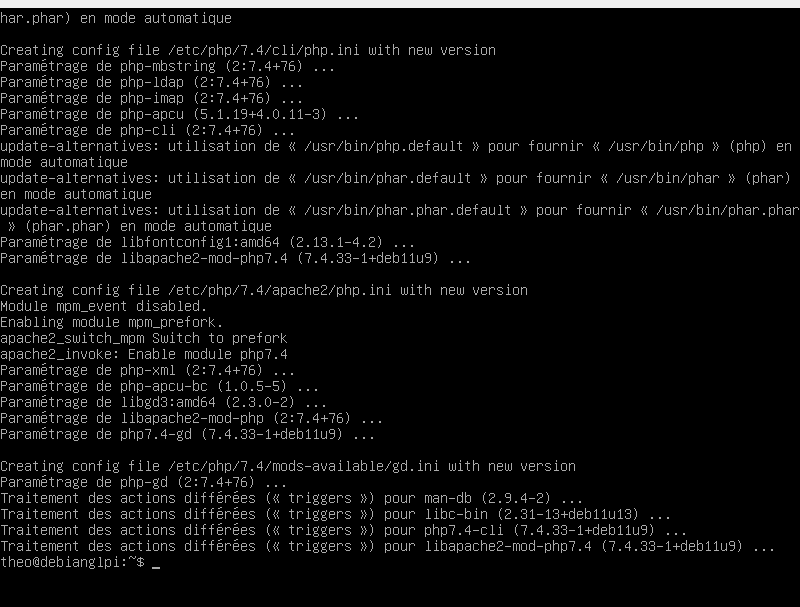 har.phar) en mode automatique
Creating config file /etc/php/7.4/cli/php.ini with new version
Paramétrage de php-mbstring (2:7.4+76) ...
Paramétrage de php-ldap (2:7.4+76) ...
Paramétrage de php-imap (2:7.4+76) ...
Paramétrage de php-apcu (5.1.19+4.0.11-3) ...
Paramétrage de php-cli (2:7.4+76) ...
update-alternatives: utilisation de « /usr/bin/php.default » pour fournir « /usr/bin/php » (php) en
mode automatique
update-alternatives: utilisation de « /usr/bin/phar.default » pour fournir « /usr/bin/phar » (phar)
en mode automatique
update-alternatives: utilisation de « /usr/bin/phar.phar.default » pour fournir « /usr/bin/phar.phar
» (phar.phar) en mode automatique
Paramétrage de libfontconfig1:amd64 (2.13.1-4.2) ...
Paramétrage de libapache2-mod-php7.4 (7.4.33-1+deb11u9) ...
Creating config file /etc/php/7.4/apache2/php.ini with new version
Module mpm_event disabled.
Enabling module mpm_prefork.
apache2_switch_mpm Switch to prefork
apache2_invoke: Enable module php7.4
Paramétrage de php-xml (2:7.4+76) ...
Paramétrage de php-apcu-bc (1.0.5-5) ...
Paramétrage de libgd3:amd64 (2.3.0-2) ...
Paramétrage de libapache2-mod-php (2:7.4+76) ...
Paramétrage de php7.4-gd (7.4.33-1+deb11u9) ...
Creating config file /etc/php/7.4/mods-available/gd.ini with new version
Paramétrage de php-gd (2:7.4+76) ...
Traitement des actions différées (« triggers ») pour man-db (2.9.4-2) ...
Traitement des actions différées (« triggers ») pour libc-bin (2.31-13+deb11u13) ...
Traitement des actions différées (« triggers ») pour php7.4-cli (7.4.33-1+deb11u9) ...
Traitement des actions différées (« triggers ») pour libapache2-mod-php7.4 (7.4.33-1+deb11u9) ...
theo@debianglpi:~$ _